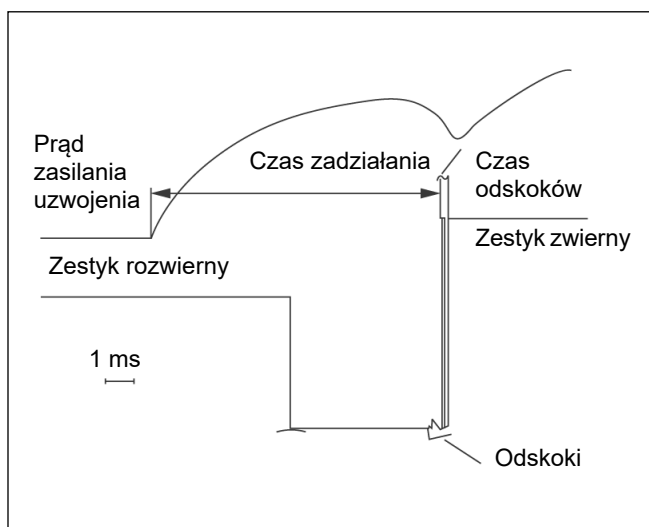 Prąd
zasilania
uzwojenia
Czas zadziałania
Czas
odskoków
Zestyk zwierny
Zestyk rozwierny
1 ms
Odskoki